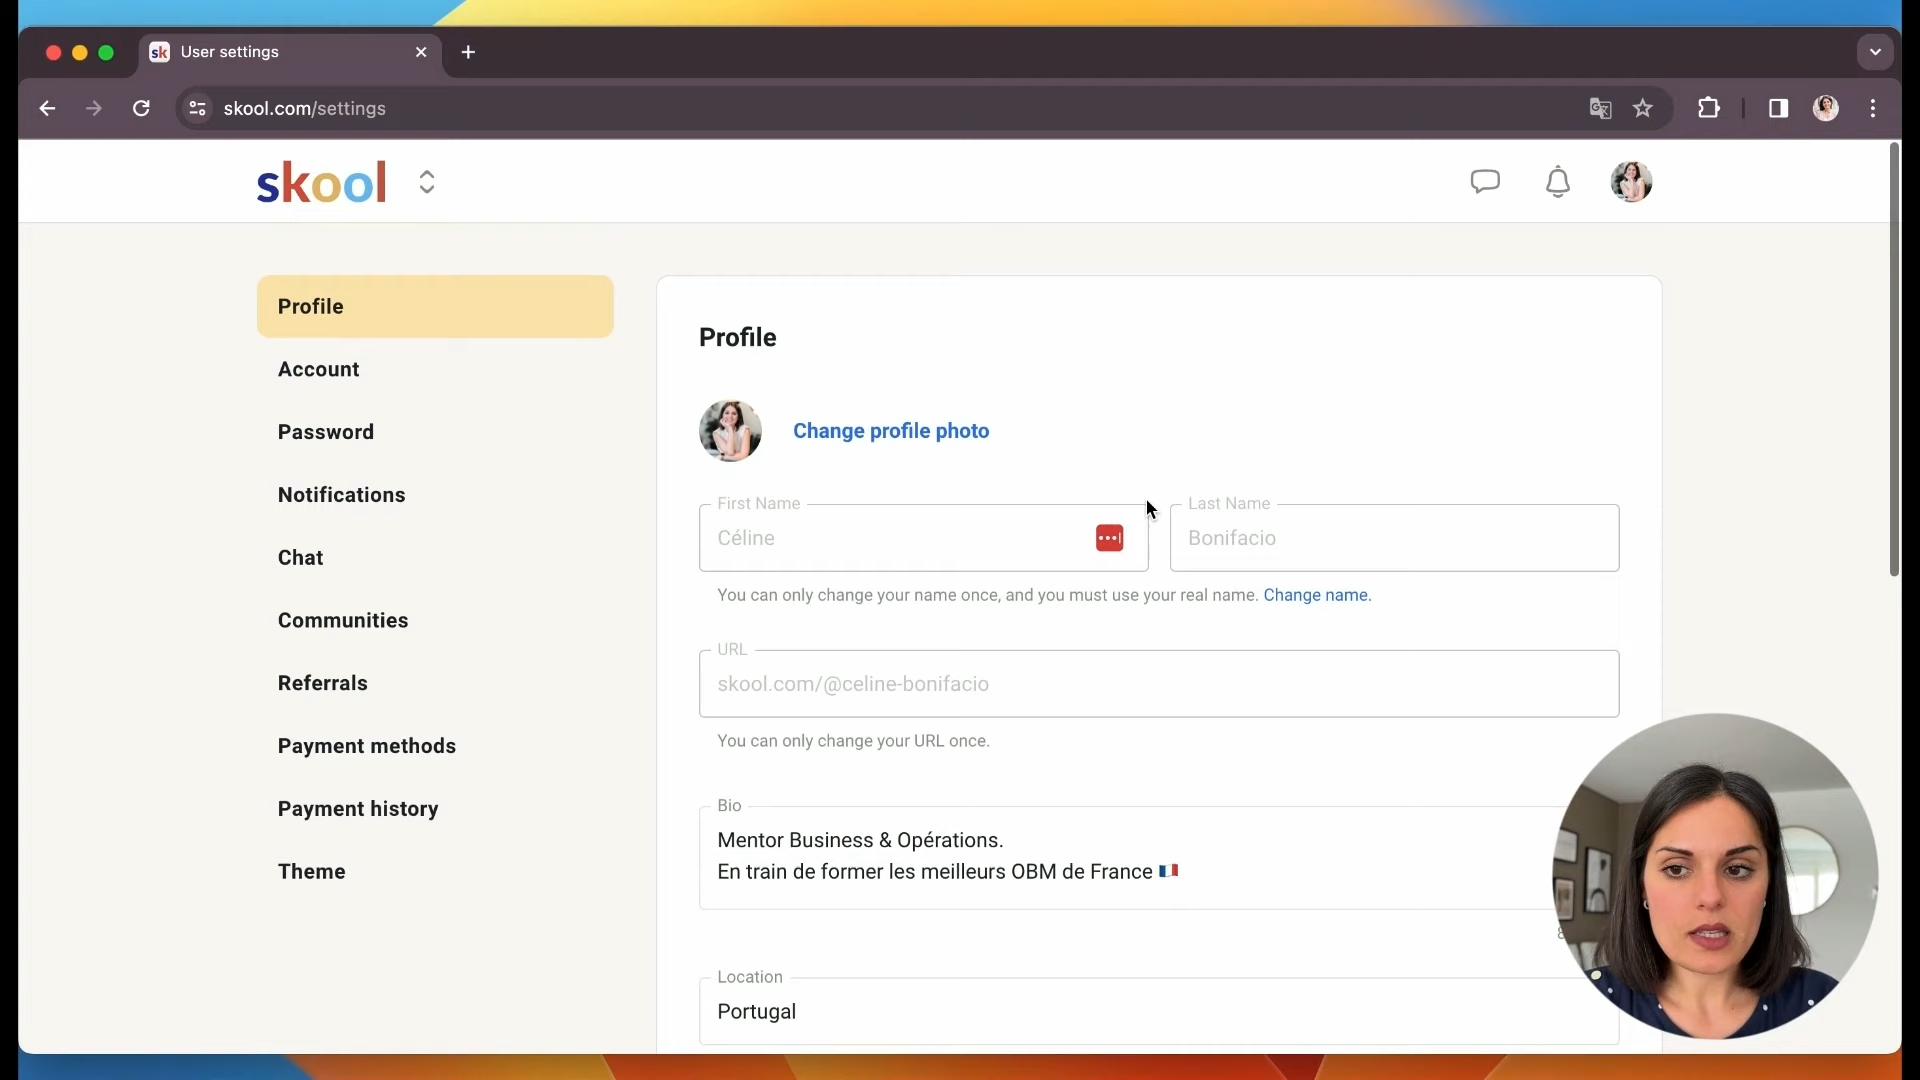 sk User settings
skool.com/settings
skool
Profile
Account
Password
Notifications
Chat
Communities
Referrals
Payment methods
Payment history
Theme
Profile
Change profile photo
First Name
Céline
Last Name
Bonifacio
You can only change your name once, and you must use your real name. Change name.
URL
skool.com/@celine-bonifacio
You can only change your URL once.
Bio
Mentor Business & Opérations.
En train de former les meilleurs OBM de France 🇫🇷
Location
Portugal